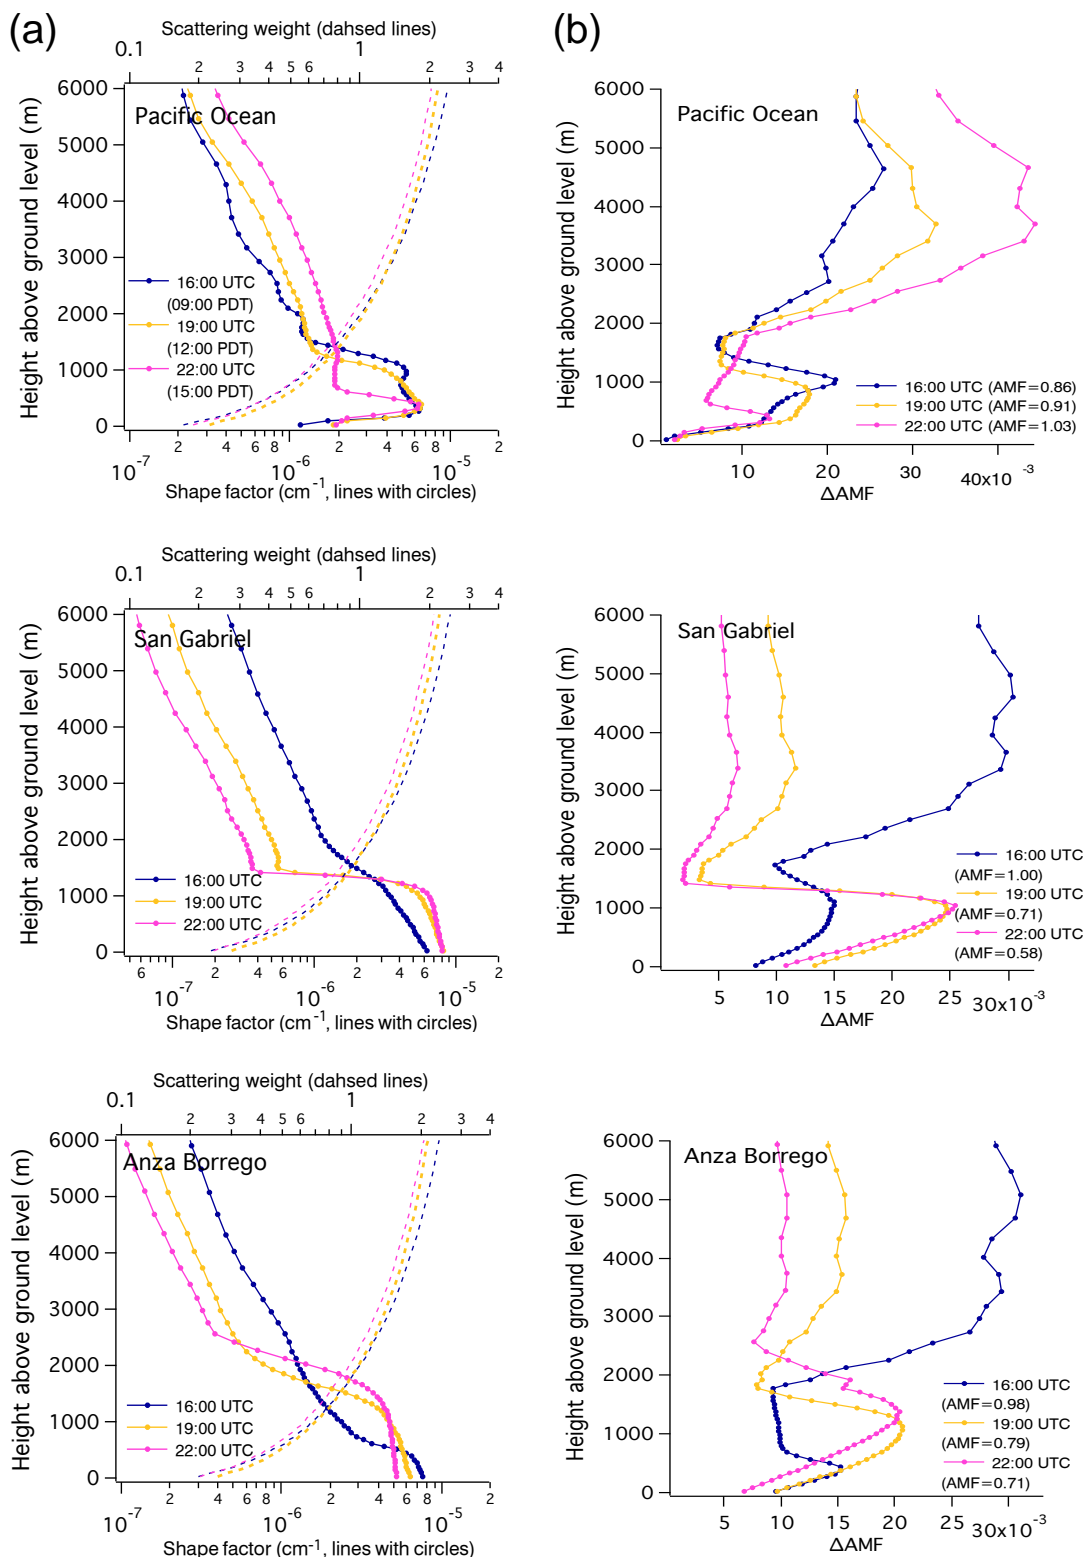 (a)
Scattering weight (dahsed lines)
0.1 2 3 4 5 6 1 2 3 4
6000
5000
4000
3000
2000
1000
0
Height above ground level (m)
Pacific Ocean
16:00 UTC
(09:00 PDT)
19:00 UTC
(12:00 PDT)
22:00 UTC
(15:00 PDT)
2 4 6 8 2 4 6 8
10⁻⁷ 10⁻⁶ 10⁻⁵
Shape factor (cm⁻¹, lines with circles)
(b)
6000
5000
4000
3000
2000
1000
0
Height above ground level (m)
Pacific Ocean
16:00 UTC (AMF=0.86)
19:00 UTC (AMF=0.91)
22:00 UTC (AMF=1.03)
10 20 30 40x10⁻³
ΔAMF
Scattering weight (dahsed lines)
0.1 2 3 4 5 6 1 2 3 4
6000
5000
4000
3000
2000
1000
0
Height above ground level (m)
San Gabriel
16:00 UTC
19:00 UTC
22:00 UTC
6 8 2 4 6 8 2 4 6 8 2
10⁻⁷ 10⁻⁶ 10⁻⁵
Shape factor (cm⁻¹, lines with circles)
6000
5000
4000
3000
2000
1000
0
Height above ground level (m)
San Gabriel
16:00 UTC
(AMF=1.00)
19:00 UTC
(AMF=0.71)
22:00 UTC
(AMF=0.58)
5 10 15 20 25 30x10⁻³
ΔAMF
Scattering weight (dahsed lines)
0.1 2 3 4 5 6 1 2 3 4
6000
5000
4000
3000
2000
1000
0
Height above ground level (m)
Anza Borrego
16:00 UTC
19:00 UTC
22:00 UTC
2 4 6 8 2 4 6 8 2
10⁻⁷ 10⁻⁶ 10⁻⁵
Shape factor (cm⁻¹, lines with circles)
6000
5000
4000
3000
2000
1000
0
Height above ground level (m)
Anza Borrego
16:00 UTC
(AMF=0.98)
19:00 UTC
(AMF=0.79)
22:00 UTC
(AMF=0.71)
5 10 15 20 25 30x10⁻³
ΔAMF